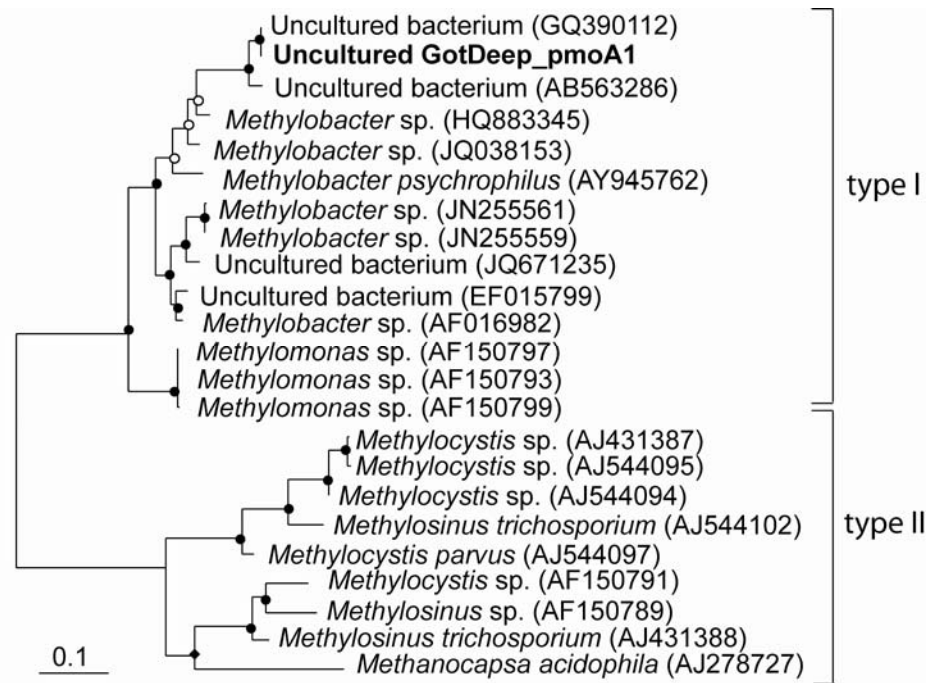 Uncultured bacterium (GQ390112)
Uncultured GotDeep_pmoA1
Uncultured bacterium (AB563286)
Methylobacter sp. (HQ883345)
Methylobacter sp. (JQ038153)
Methylobacter psychrophilus (AY945762)
type I
Methylobacter sp. (JN255561)
Methylobacter sp. (JN255559)
Uncultured bacterium (JQ671235)
Uncultured bacterium (EF015799)
Methylobacter sp. (AF016982)
Methylomonas sp. (AF150797)
Methylomonas sp. (AF150793)
Methylomonas sp. (AF150799)
Methylocystis sp. (AJ431387)
Methylocystis sp. (AJ544095)
Methylocystis sp. (AJ544094)
Methylosinus trichosporium (AJ544102)
type II
Methylocystis parvus (AJ544097)
Methylocystis sp. (AF150791)
Methylosinus sp. (AF150789)
Methylosinus trichosporium (AJ431388)
Methanocapsa acidophila (AJ278727)
0.1